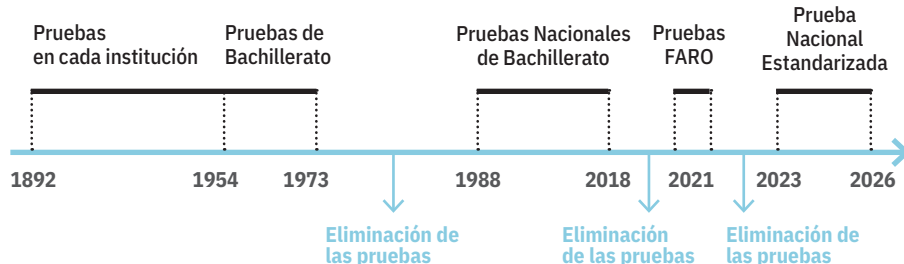 Pruebas
en cada institución
Pruebas de
Bachillerato
Pruebas Nacionales
de Bachillerato
Pruebas
FARO
Prueba
Nacional
Estandarizada
1892
1954
1973
1988
2018
2021
2023
2026
Eliminación de
las pruebas
Eliminación
de las pruebas
Eliminación de
las pruebas